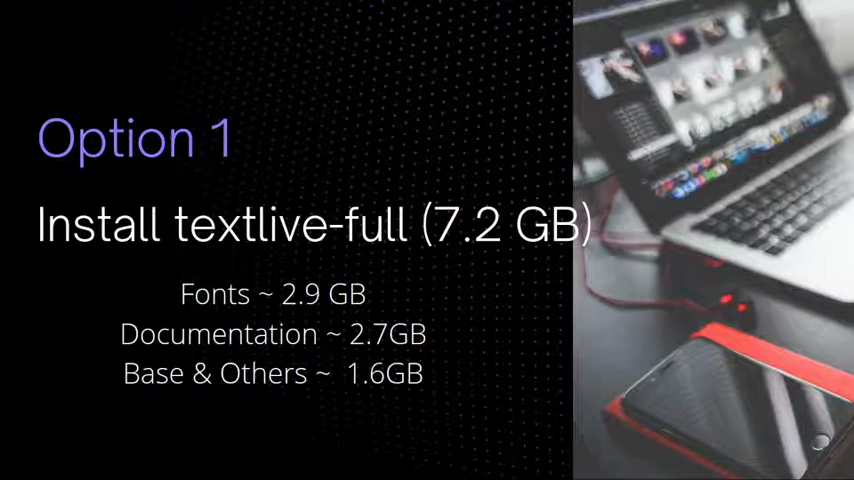 Option 1
Install textlive-full (7.2 GB)
Fonts ~ 2.9 GB
Documentation ~ 2.7GB
Base & Others ~ 1.6GB